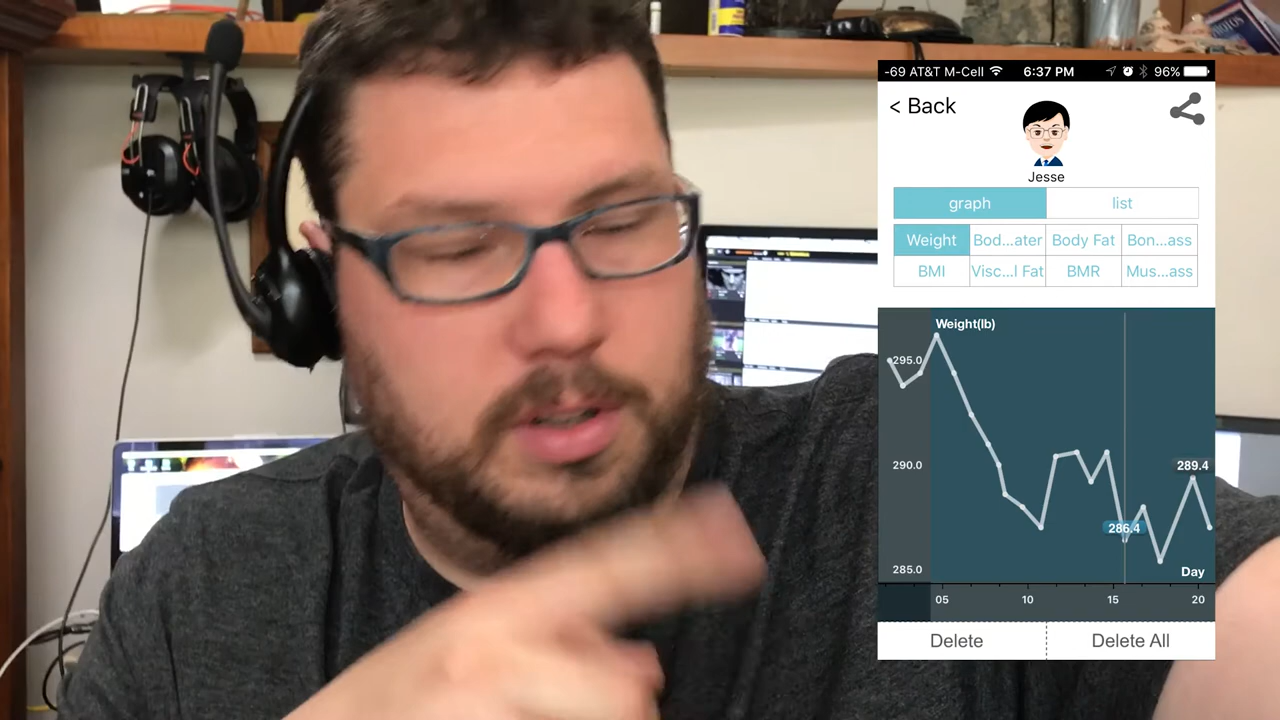 -69 AT&T M-Cell 6:37 PM 96%
< Back
Jesse
graph list
Weight Bod...ater Body Fat Bon...ass
BMI Visc...l Fat BMR Mus...ass
Weight(lb)
295.0
290.0
289.4
286.4
285.0
Day
05 10 15 20
Delete Delete All